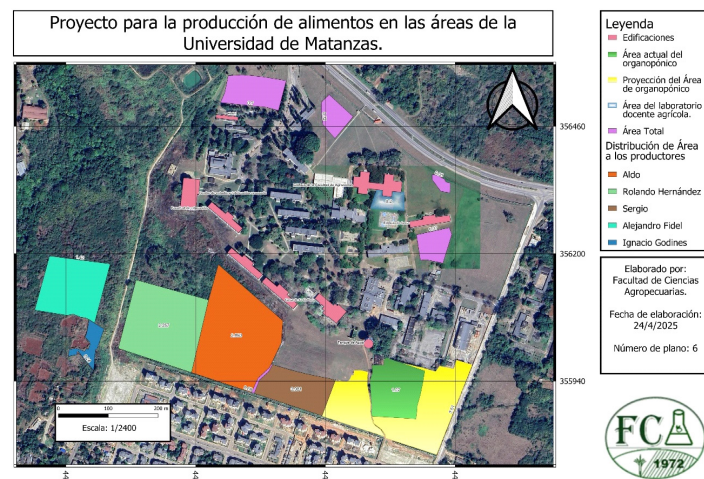 Proyecto para la producción de alimentos en las áreas de la
Universidad de Matanzas.
Leyenda
Edificaciones
Área actual del
organopónico
Proyección del Área
de organopónico
Área del laboratorio
docente agrícola.
Área Total
Distribución de Área
a los productores
Aldo
Rolando Hernández
Sergio
Alejandro Fidel
Ignacio Godines
356460
356200
355940
Tanque de agua
0 100 200 m
Escala: 1/2400
Elaborado por:
Facultad de Ciencias
Agropecuarias.
Fecha de elaboración:
24/4/2025
Número de plano: 6
FCA
1972